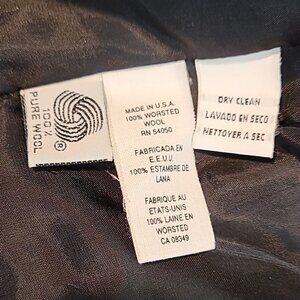 100%
PURE WOOL
®
MADE IN U.S.A.
100% WORSTED
WOOL
RN 54050
FABRICADA EN
E.E.U.U.
100% ESTAMBRE DE
LANA
FABRIQUE AU
ETATS-UNIS
100% LAINE EN
WORSTED
CA 08349
DRY CLEAN
LAVADO EN SECO
NETTOYER A SEC